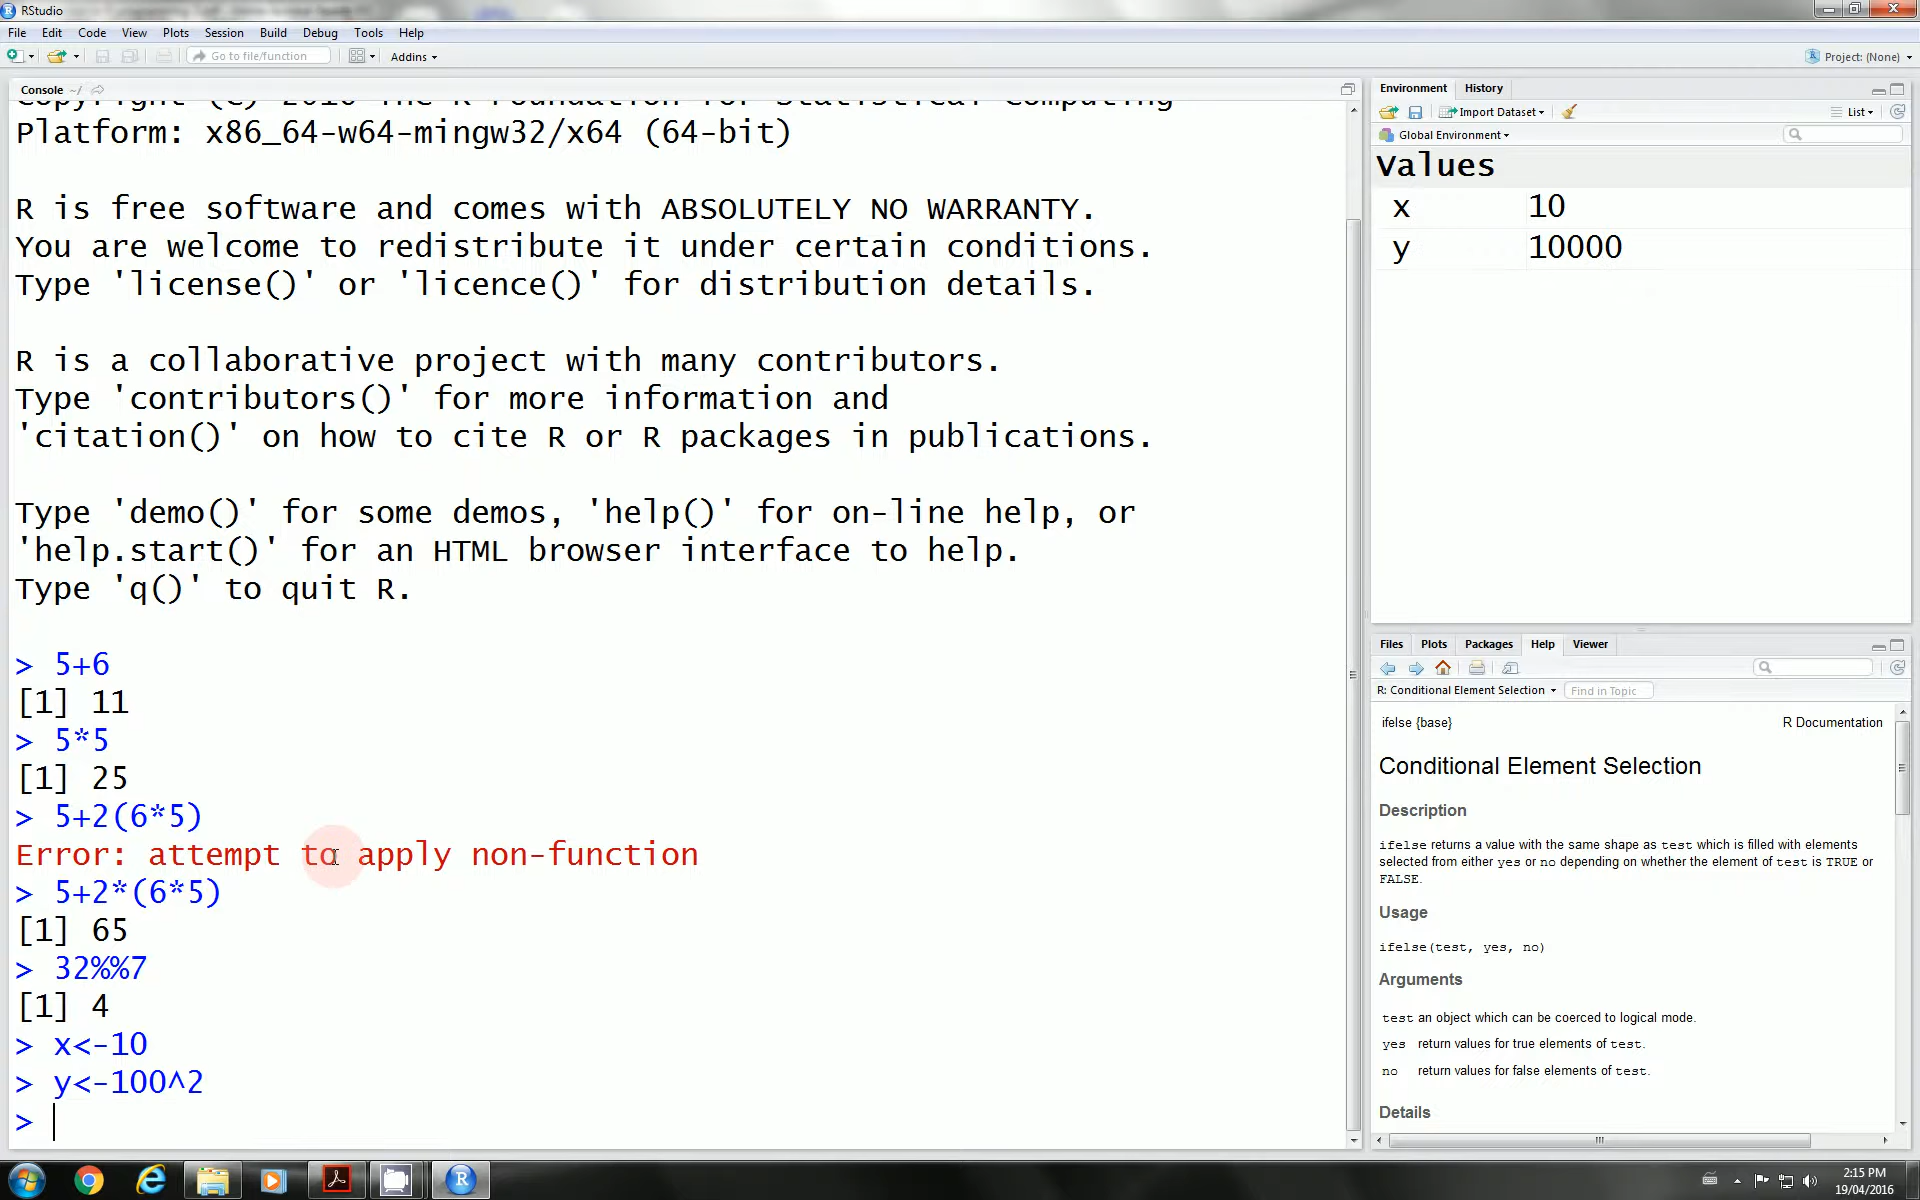 RStudio
File Edit Code View Plots Session Build Debug Tools Help
Go to file/function Addins Project: (None)
Console ~/
Copyright (C) 2016 The R Foundation for Statistical Computing
Platform: x86_64-w64-mingw32/x64 (64-bit)
R is free software and comes with ABSOLUTELY NO WARRANTY.
You are welcome to redistribute it under certain conditions.
Type 'license()' or 'licence()' for distribution details.
R is a collaborative project with many contributors.
Type 'contributors()' for more information and
'citation()' on how to cite R or R packages in publications.
Type 'demo()' for some demos, 'help()' for on-line help, or
'help.start()' for an HTML browser interface to help.
Type 'q()' to quit R.
> 5+6
[1] 11
> 5*5
[1] 25
> 5+2(6*5)
Error: attempt to apply non-function
> 5+2*(6*5)
[1] 65
> 32%%7
[1] 4
> x<-10
> y<-100^2
>
Environment History
Import Dataset List
Global Environment
Values
x 10
y 10000
Files Plots Packages Help Viewer
R: Conditional Element Selection Find in Topic
ifelse {base} R Documentation
Conditional Element Selection
Description
ifelse returns a value with the same shape as test which is filled with elements
selected from either yes or no depending on whether the element of test is TRUE or
FALSE.
Usage
ifelse(test, yes, no)
Arguments
test an object which can be coerced to logical mode.
yes return values for true elements of test.
no return values for false elements of test.
Details
2:15 PM
19/04/2016